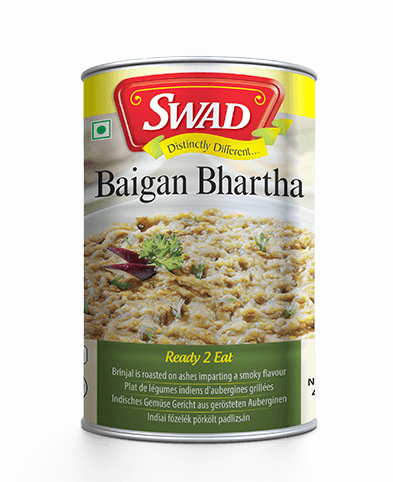 SWAD
Distinctly Different...
Baigan Bhartha
Ready 2 Eat
Brinjal is roasted on ashes imparting a smoky flavour
Plat de légumes indiens d'aubergines grillées
Indisches Gemüse Gericht aus gerösteten Auberginen
Indiai főzelék pörkölt padlizsán